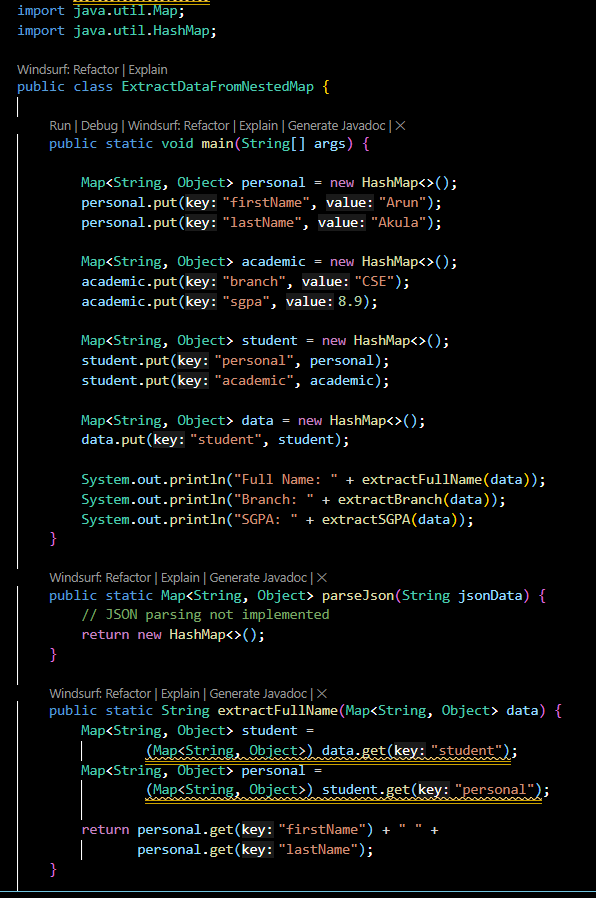 import java.util.Map;
import java.util.HashMap;
Windsurf: Refactor | Explain
public class ExtractDataFromNestedMap {
Run | Debug | Windsurf: Refactor | Explain | Generate Javadoc | ✕
public static void main(String[] args) {
Map<String, Object> personal = new HashMap<>();
personal.put(key: "firstName", value: "Arun");
personal.put(key: "lastName", value: "Akula");
Map<String, Object> academic = new HashMap<>();
academic.put(key: "branch", value: "CSE");
academic.put(key: "sgpa", value: 8.9);
Map<String, Object> student = new HashMap<>();
student.put(key: "personal", personal);
student.put(key: "academic", academic);
Map<String, Object> data = new HashMap<>();
data.put(key: "student", student);
System.out.println("Full Name: " + extractFullName(data));
System.out.println("Branch: " + extractBranch(data));
System.out.println("SGPA: " + extractSGPA(data));
}
Windsurf: Refactor | Explain | Generate Javadoc | ✕
public static Map<String, Object> parseJson(String jsonData) {
// JSON parsing not implemented
return new HashMap<>();
}
Windsurf: Refactor | Explain | Generate Javadoc | ✕
public static String extractFullName(Map<String, Object> data) {
Map<String, Object> student =
(Map<String, Object>) data.get(key: "student");
Map<String, Object> personal =
(Map<String, Object>) student.get(key: "personal");
return personal.get(key: "firstName") + " " +
personal.get(key: "lastName");
}